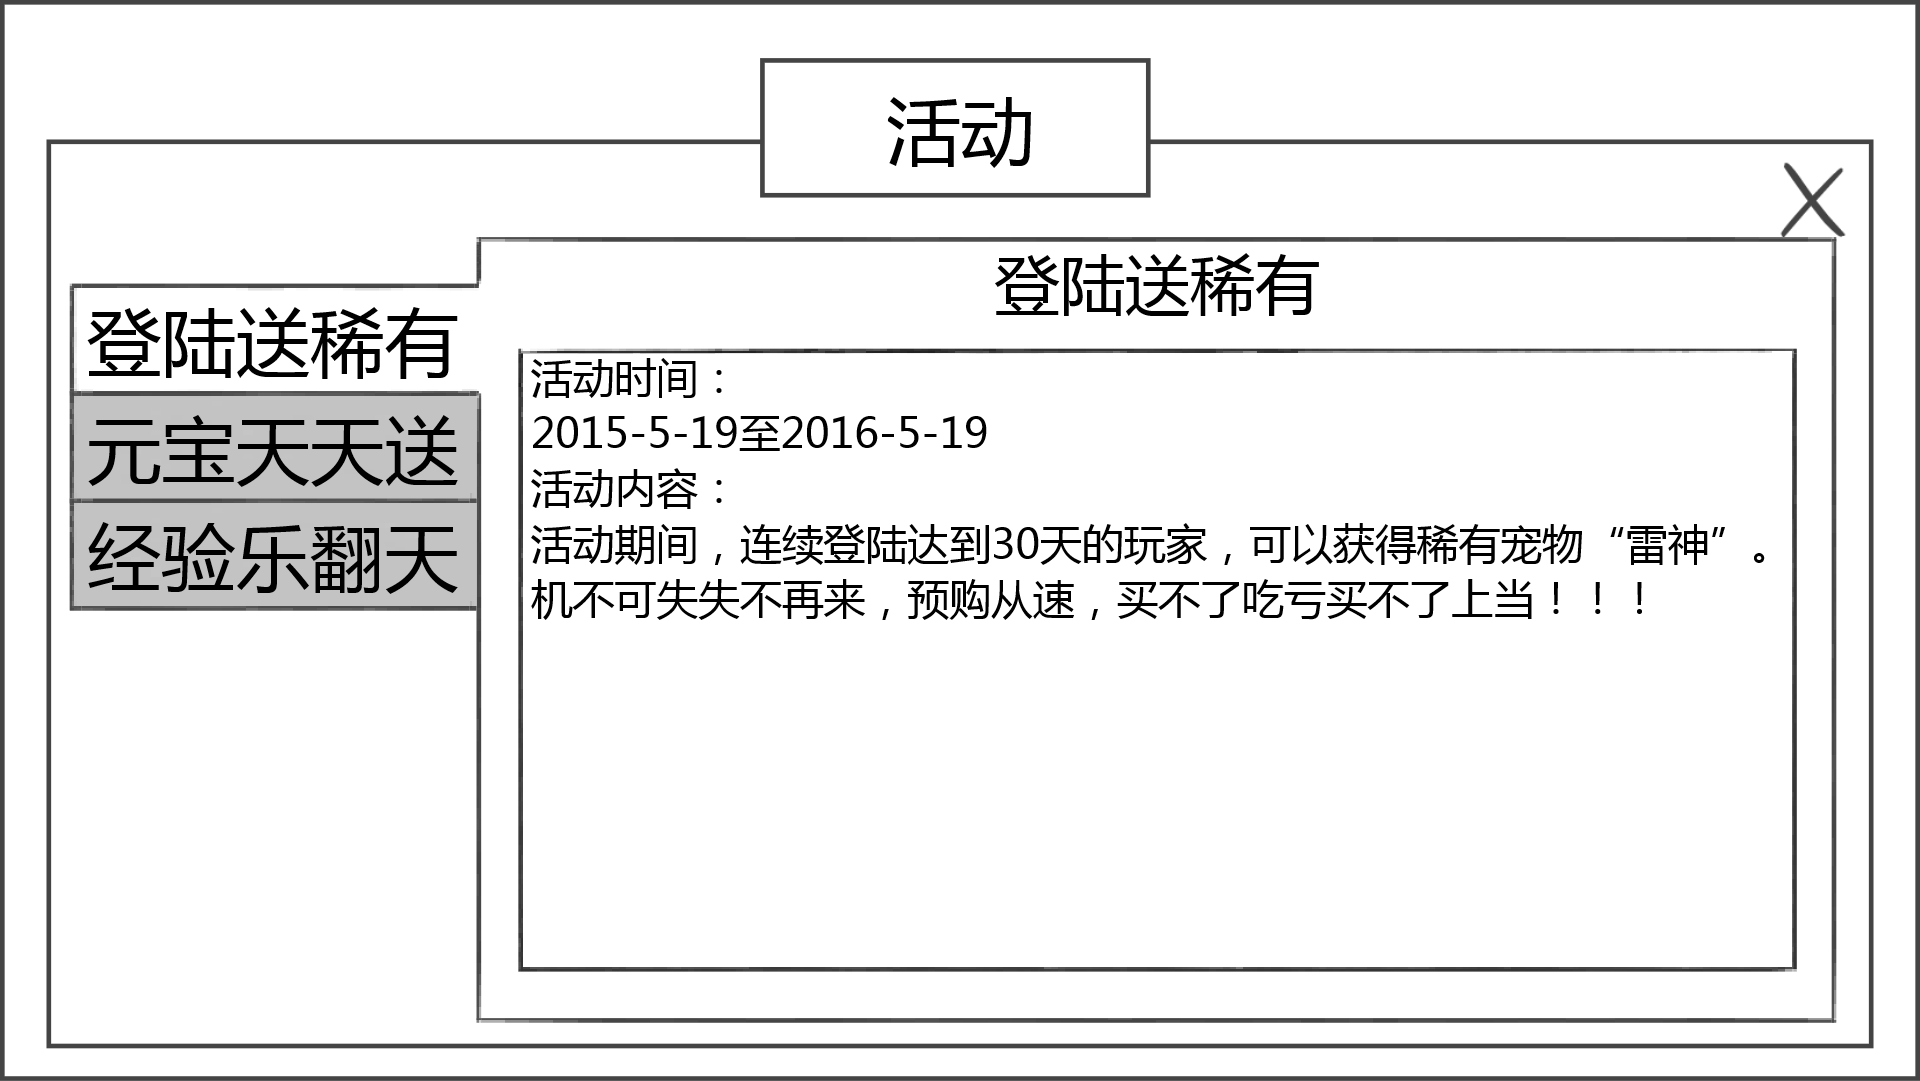 活动
登陆送稀有
元宝天天送
经验乐翻天
登陆送稀有
活动时间：
2015-5-19至2016-5-19
活动内容：
活动期间，连续登陆达到30天的玩家，可以获得稀有宠物“雷神”。
机不可失失不再来，预购从速，买不了吃亏买不了上当！！！